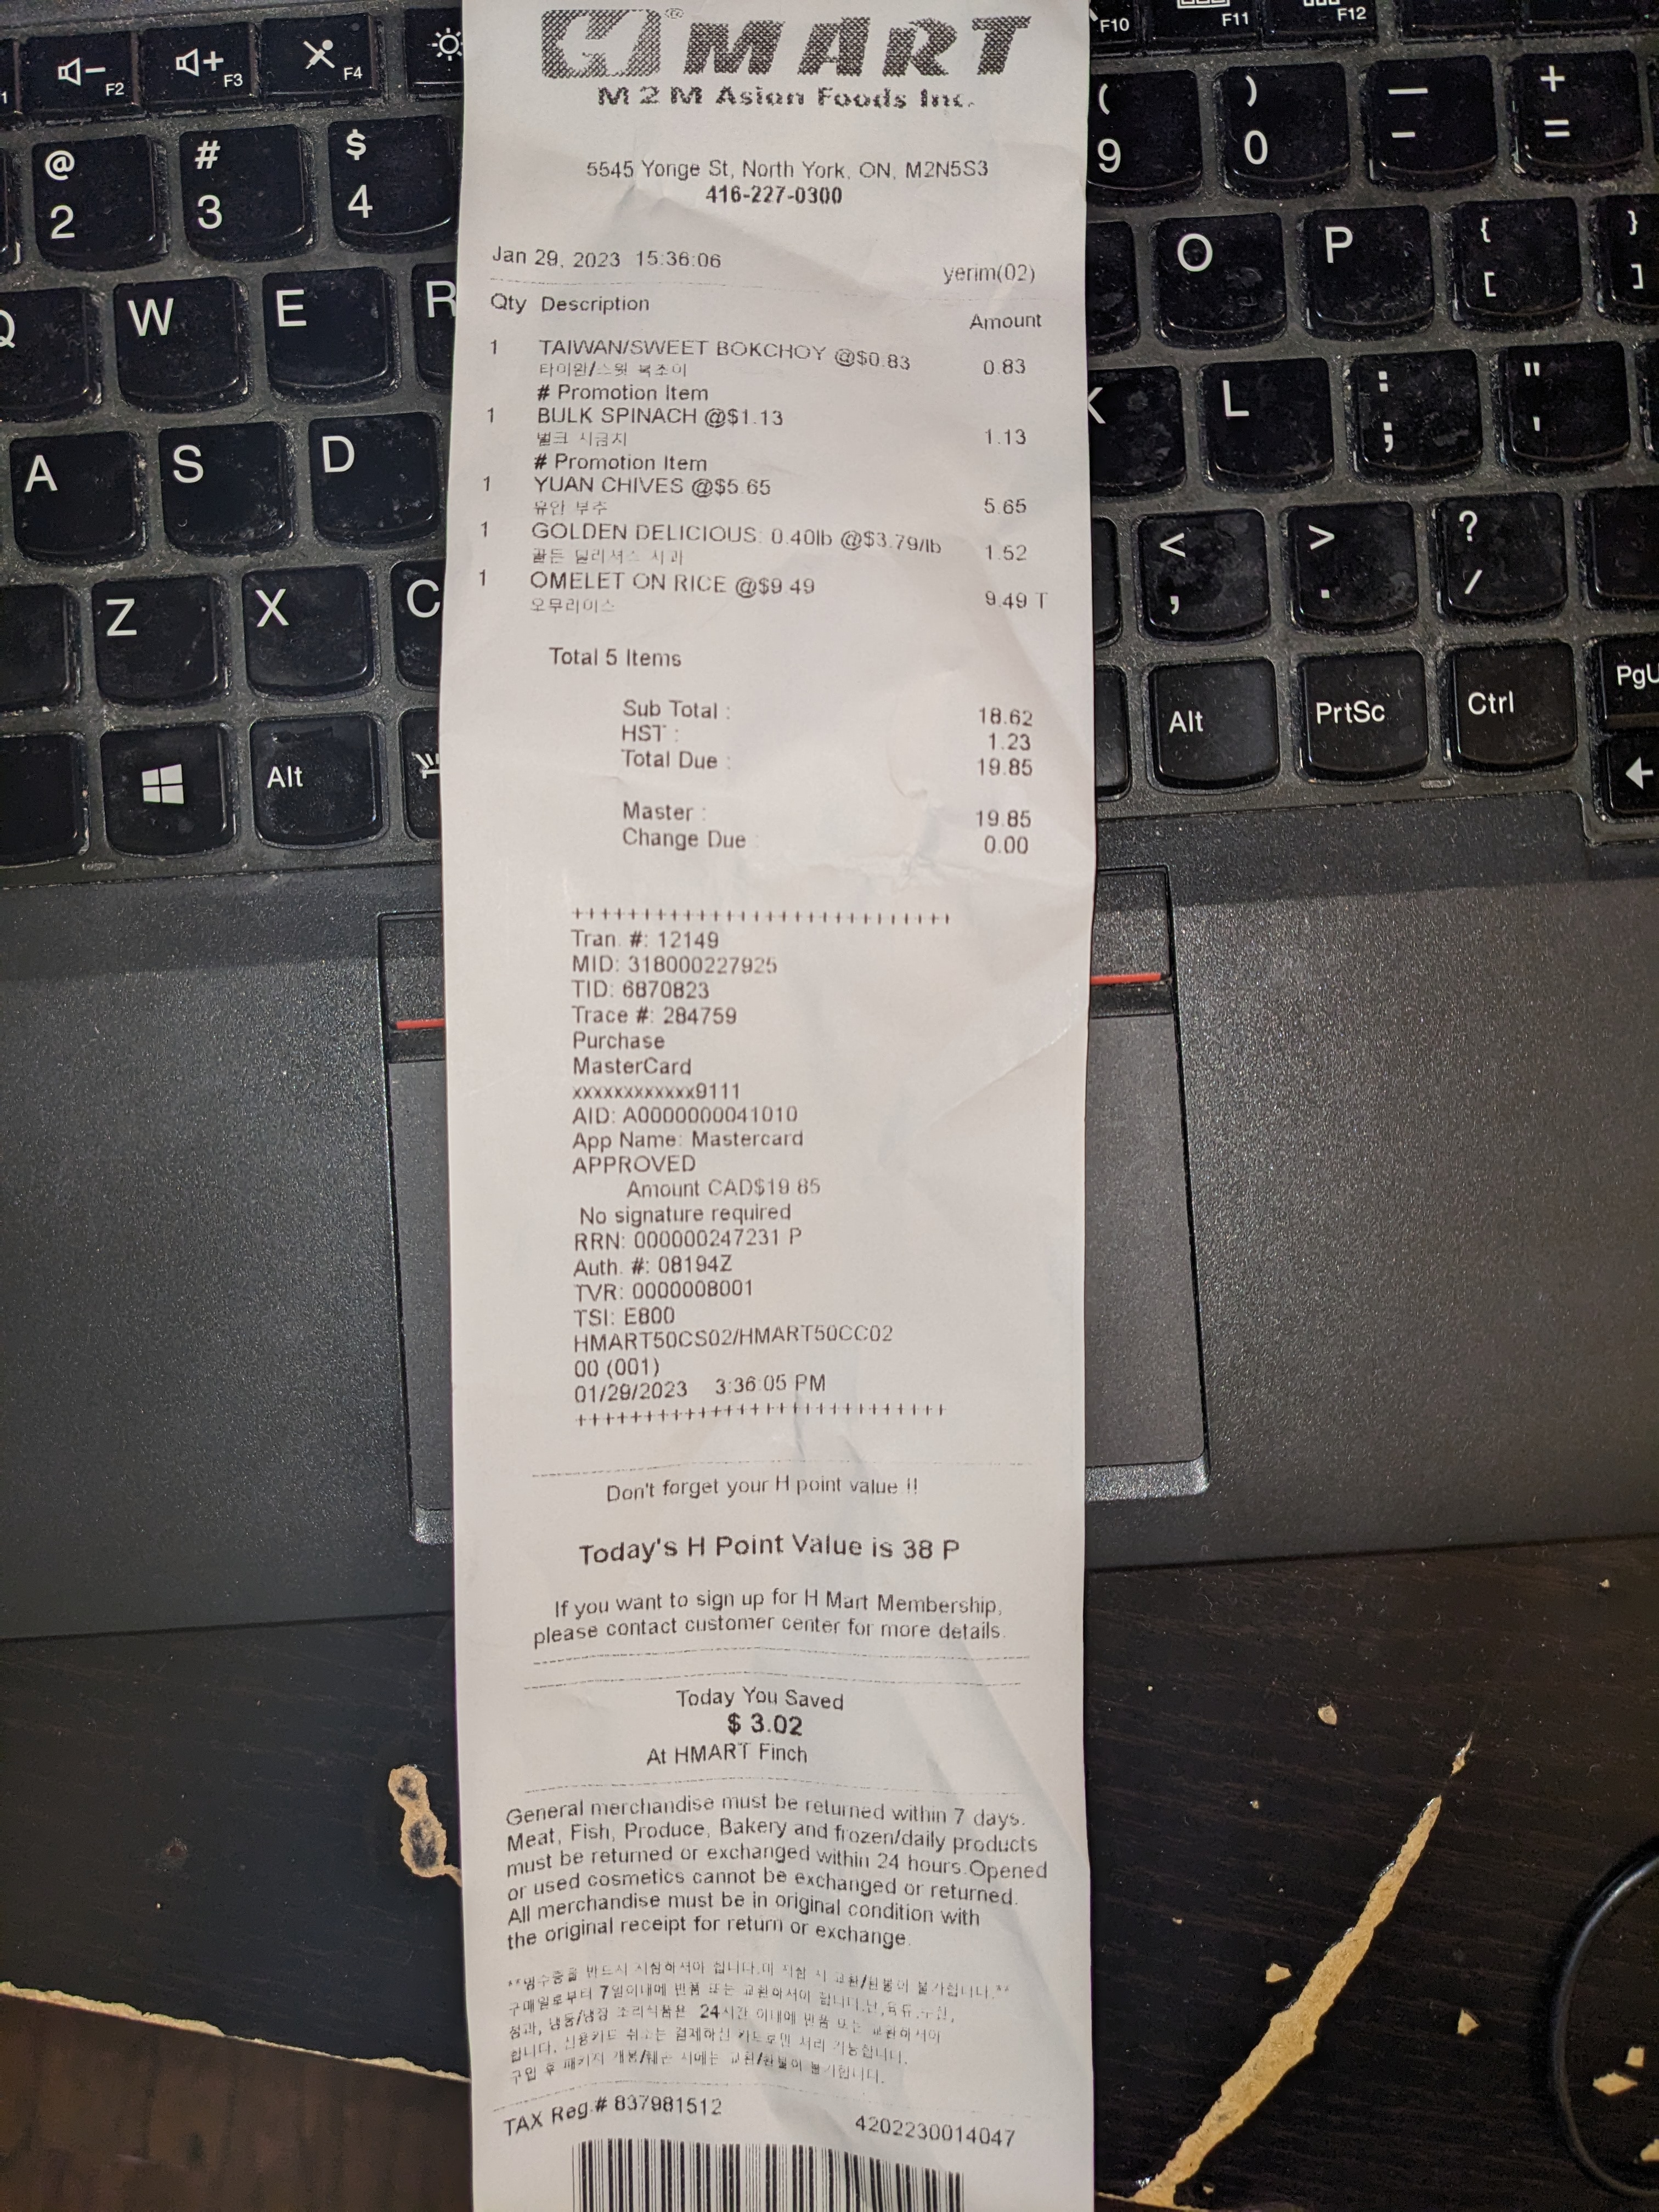 H® MART
M 2 M Asian Foods Inc.
5545 Yonge St, North York, ON, M2N5S3
416-227-0300
Jan 29, 2023 15:36:06 yerim(02)
Qty Description Amount
1 TAIWAN/SWEET BOKCHOY @$0.83 0.83
타이완/스윗 복초이
# Promotion Item
1 BULK SPINACH @$1.13 1.13
벌크 시금치
# Promotion Item
1 YUAN CHIVES @$5.65 5.65
유안 부추
1 GOLDEN DELICIOUS: 0.40lb @$3.79/lb 1.52
골든 딜리셔스 사과
1 OMELET ON RICE @$9.49 9.49 T
오무라이스
Total 5 Items
Sub Total : 18.62
HST : 1.23
Total Due : 19.85
Master : 19.85
Change Due : 0.00
++++++++++++++++++++++++++++
Tran. #: 12149
MID: 318000227925
TID: 6870823
Trace #: 284759
Purchase
MasterCard
xxxxxxxxxxxx9111
AID: A0000000041010
App Name: Mastercard
APPROVED
Amount CAD$19.85
No signature required
RRN: 000000247231 P
Auth. #: 08194Z
TVR: 0000008001
TSI: E800
HMART50CS02/HMART50CC02
00 (001)
01/29/2023 3:36:05 PM
++++++++++++++++++++++++++++
Don't forget your H point value !!
Today's H Point Value is 38 P
If you want to sign up for H Mart Membership,
please contact customer center for more details.
Today You Saved
$ 3.02
At HMART Finch
General merchandise must be returned within 7 days.
Meat, Fish, Produce, Bakery and frozen/daily products
must be returned or exchanged within 24 hours.Opened
or used cosmetics cannot be exchanged or returned.
All merchandise must be in original condition with
the original receipt for return or exchange.
**영수증을 반드시 지참하셔야 합니다.미 지참 시 교환/환불이 불가합니다.**
구매일로부터 7일이내에 반품 또는 교환하셔야 합니다.단,육류,수산,
청과, 냉동/냉장 조리식품은 24시간 이내에 반품 또는 교환하셔야
합니다. 신용카드 취소는 결제하신 카드로만 처리 가능합니다.
구입 후 패키지 개봉/훼손 시에는 교환/환불이 불가합니다.
TAX Reg.# 837981512 4202230014047
F2
F3
F4
F10
F11
F12
@ 2
# 3
$ 4
( 9
) 0
— -
+ =
Q
W
E
R
O
P
{ [
} ]
A
S
D
K
L
: ;
" '
Z
X
C
< ,
> .
? /
Alt
Alt
PrtSc
Ctrl